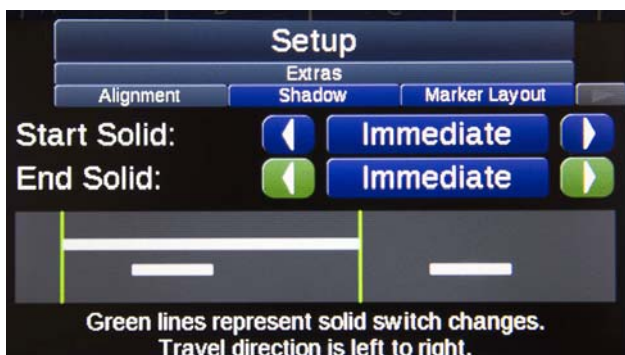 Setup
Extras
Alignment Shadow Marker Layout
Start Solid: Immediate
End Solid: Immediate
Green lines represent solid switch changes.
Travel direction is left to right.